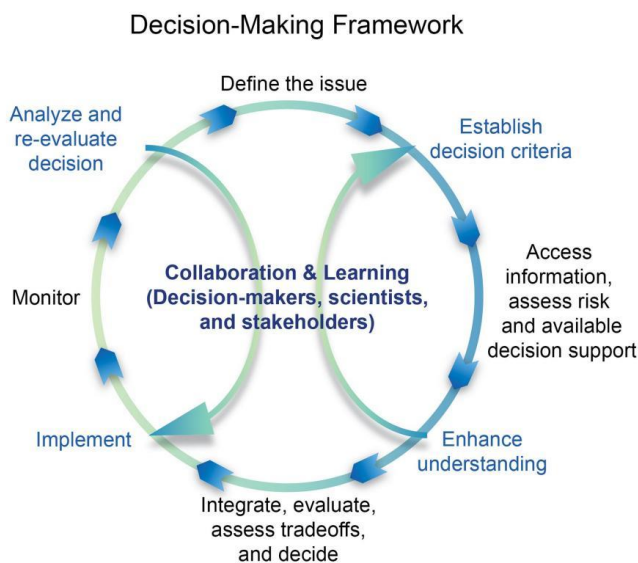 Decision-Making Framework
Define the issue
Establish
decision criteria
Access
information,
assess risk
and available
decision support
Enhance
understanding
Integrate, evaluate,
assess tradeoffs,
and decide
Implement
Monitor
Analyze and
re-evaluate
decision
Collaboration & Learning
(Decision-makers, scientists,
and stakeholders)